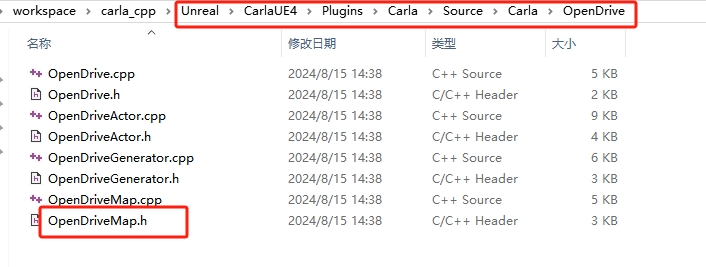 workspace > carla_cpp > Unreal > CarlaUE4 > Plugins > Carla > Source > Carla > OpenDrive
名称 修改日期 类型 大小
OpenDrive.cpp 2024/8/15 14:38 C++ Source 5 KB
OpenDrive.h 2024/8/15 14:38 C/C++ Header 2 KB
OpenDriveActor.cpp 2024/8/15 14:38 C++ Source 9 KB
OpenDriveActor.h 2024/8/15 14:38 C/C++ Header 4 KB
OpenDriveGenerator.cpp 2024/8/15 14:38 C++ Source 6 KB
OpenDriveGenerator.h 2024/8/15 14:38 C/C++ Header 3 KB
OpenDriveMap.cpp 2024/8/15 14:38 C++ Source 5 KB
OpenDriveMap.h 2024/8/15 14:38 C/C++ Header 3 KB